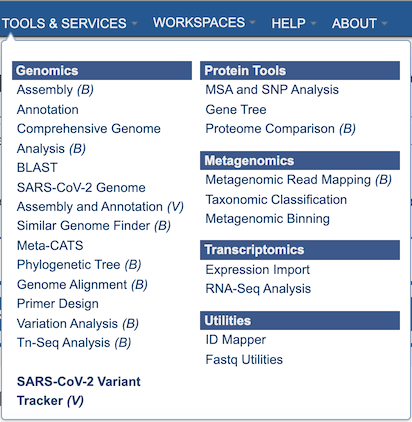 TOOLS & SERVICES WORKSPACES HELP ABOUT
Genomics
Assembly (B)
Annotation
Comprehensive Genome
Analysis (B)
BLAST
SARS-CoV-2 Genome
Assembly and Annotation (V)
Similar Genome Finder (B)
Meta-CATS
Phylogenetic Tree (B)
Genome Alignment (B)
Primer Design
Variation Analysis (B)
Tn-Seq Analysis (B)
SARS-CoV-2 Variant
Tracker (V)
Protein Tools
MSA and SNP Analysis
Gene Tree
Proteome Comparison (B)
Metagenomics
Metagenomic Read Mapping (B)
Taxonomic Classification
Metagenomic Binning
Transcriptomics
Expression Import
RNA-Seq Analysis
Utilities
ID Mapper
Fastq Utilities